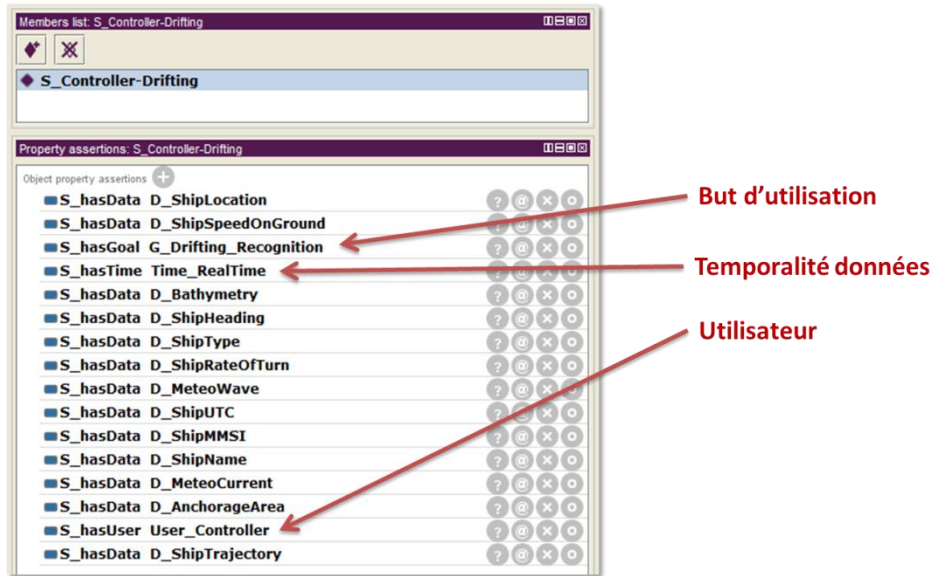 Members list: S_Controller-Drifting
S_Controller-Drifting
Property assertions: S_Controller-Drifting
Object property assertions
S_hasData D_ShipLocation
S_hasData D_ShipSpeedOnGround
S_hasGoal G_Drifting_Recognition
S_hasTime Time_RealTime
S_hasData D_Bathymetry
S_hasData D_ShipHeading
S_hasData D_ShipType
S_hasData D_ShipRateOfTurn
S_hasData D_MeteoWave
S_hasData D_ShipUTC
S_hasData D_ShipMMSI
S_hasData D_ShipName
S_hasData D_MeteoCurrent
S_hasData D_AnchorageArea
S_hasUser User_Controller
S_hasData D_ShipTrajectory
But d'utilisation
Temporalité données
Utilisateur